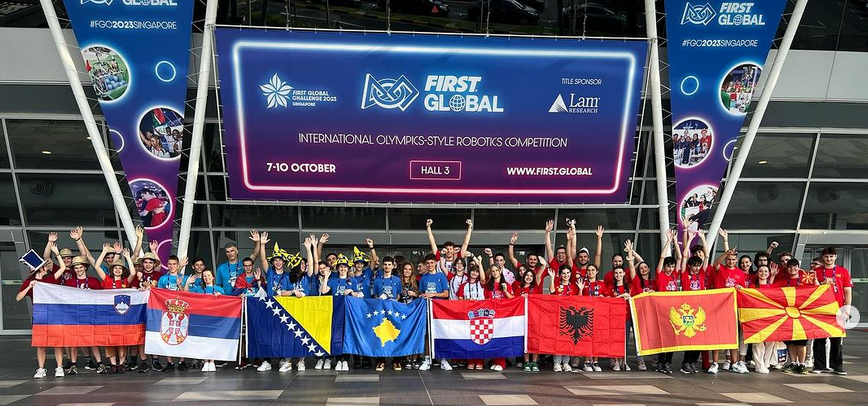 FIRST
GLOBAL
SINGAPORE
#FGC2023SINGAPORE
FIRST GLOBAL
CHALLENGE 2023
SINGAPORE
FIRST
GLOBAL
TITLE SPONSOR
Lam
RESEARCH
INTERNATIONAL OLYMPICS-STYLE ROBOTICS COMPETITION
7-10 OCTOBER
HALL 3
WWW.FIRST.GLOBAL
FIRST
GLOBAL
#FGC2023SINGAPORE